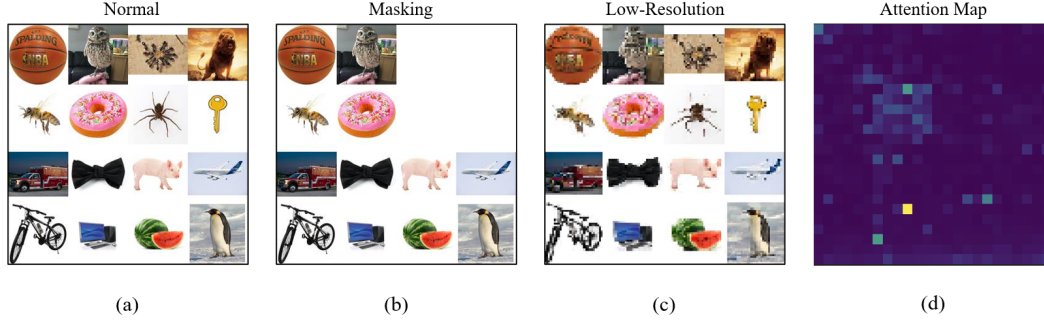 Normal
Masking
Low-Resolution
Attention Map
SPALDING
NBA
SPALDING
NBA
(a)
(b)
(c)
(d)